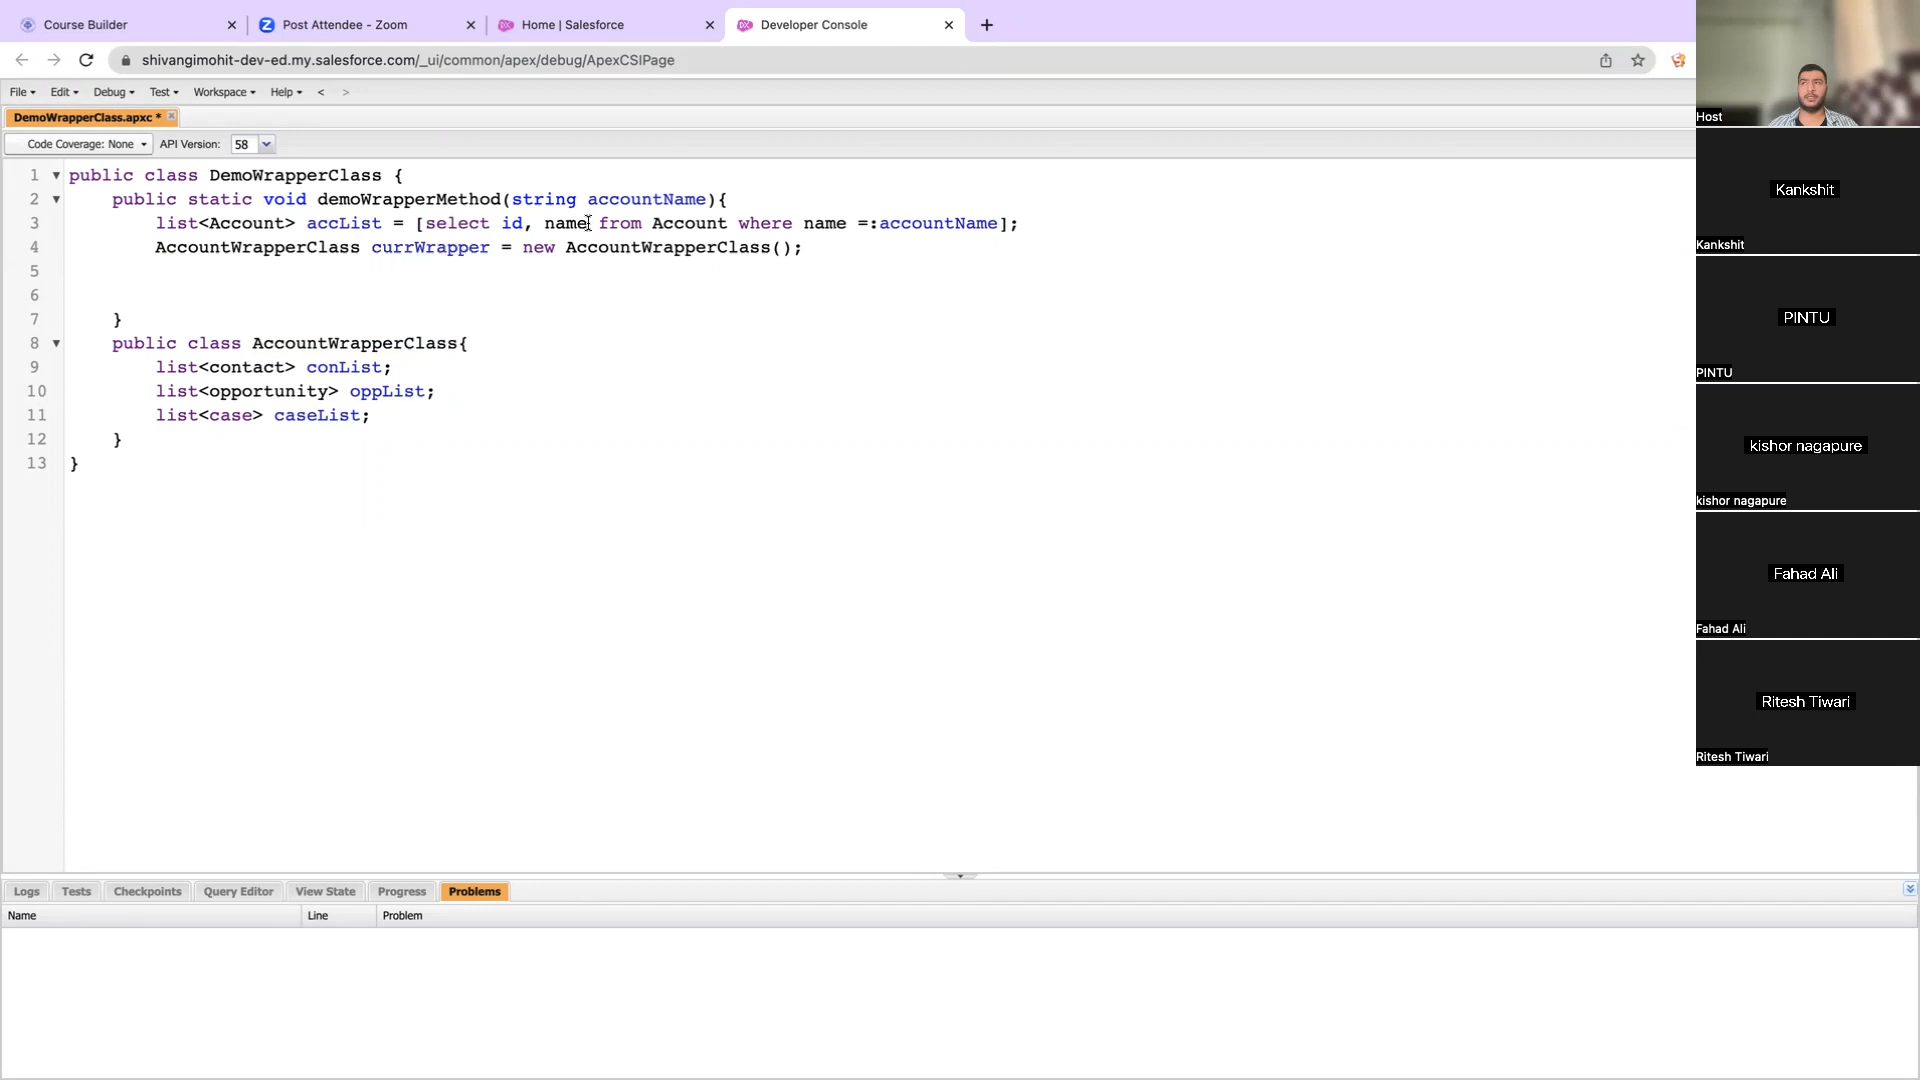 Course Builder
Post Attendee - Zoom
Home | Salesforce
Developer Console
shivangimohit-dev-ed.my.salesforce.com/_ui/common/apex/debug/ApexCSIPage
File Edit Debug Test Workspace Help < >
DemoWrapperClass.apxc *
Code Coverage: None API Version: 58
1 public class DemoWrapperClass {
2 public static void demoWrapperMethod(string accountName){
3 list<Account> accList = [select id, name from Account where name =:accountName];
4 AccountWrapperClass currWrapper = new AccountWrapperClass();
5
6
7 }
8 public class AccountWrapperClass{
9 list<contact> conList;
10 list<opportunity> oppList;
11 list<case> caseList;
12 }
13 }
Logs Tests Checkpoints Query Editor View State Progress Problems
Name Line Problem
Host
Kankshit
Kankshit
PINTU
PINTU
kishor nagapure
kishor nagapure
Fahad Ali
Fahad Ali
Ritesh Tiwari
Ritesh Tiwari